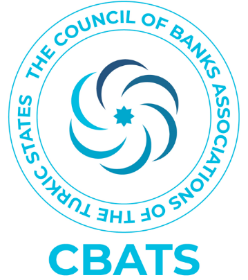 THE COUNCIL OF BANKS ASSOCIATIONS OF THE TURKIC STATES
CBATS